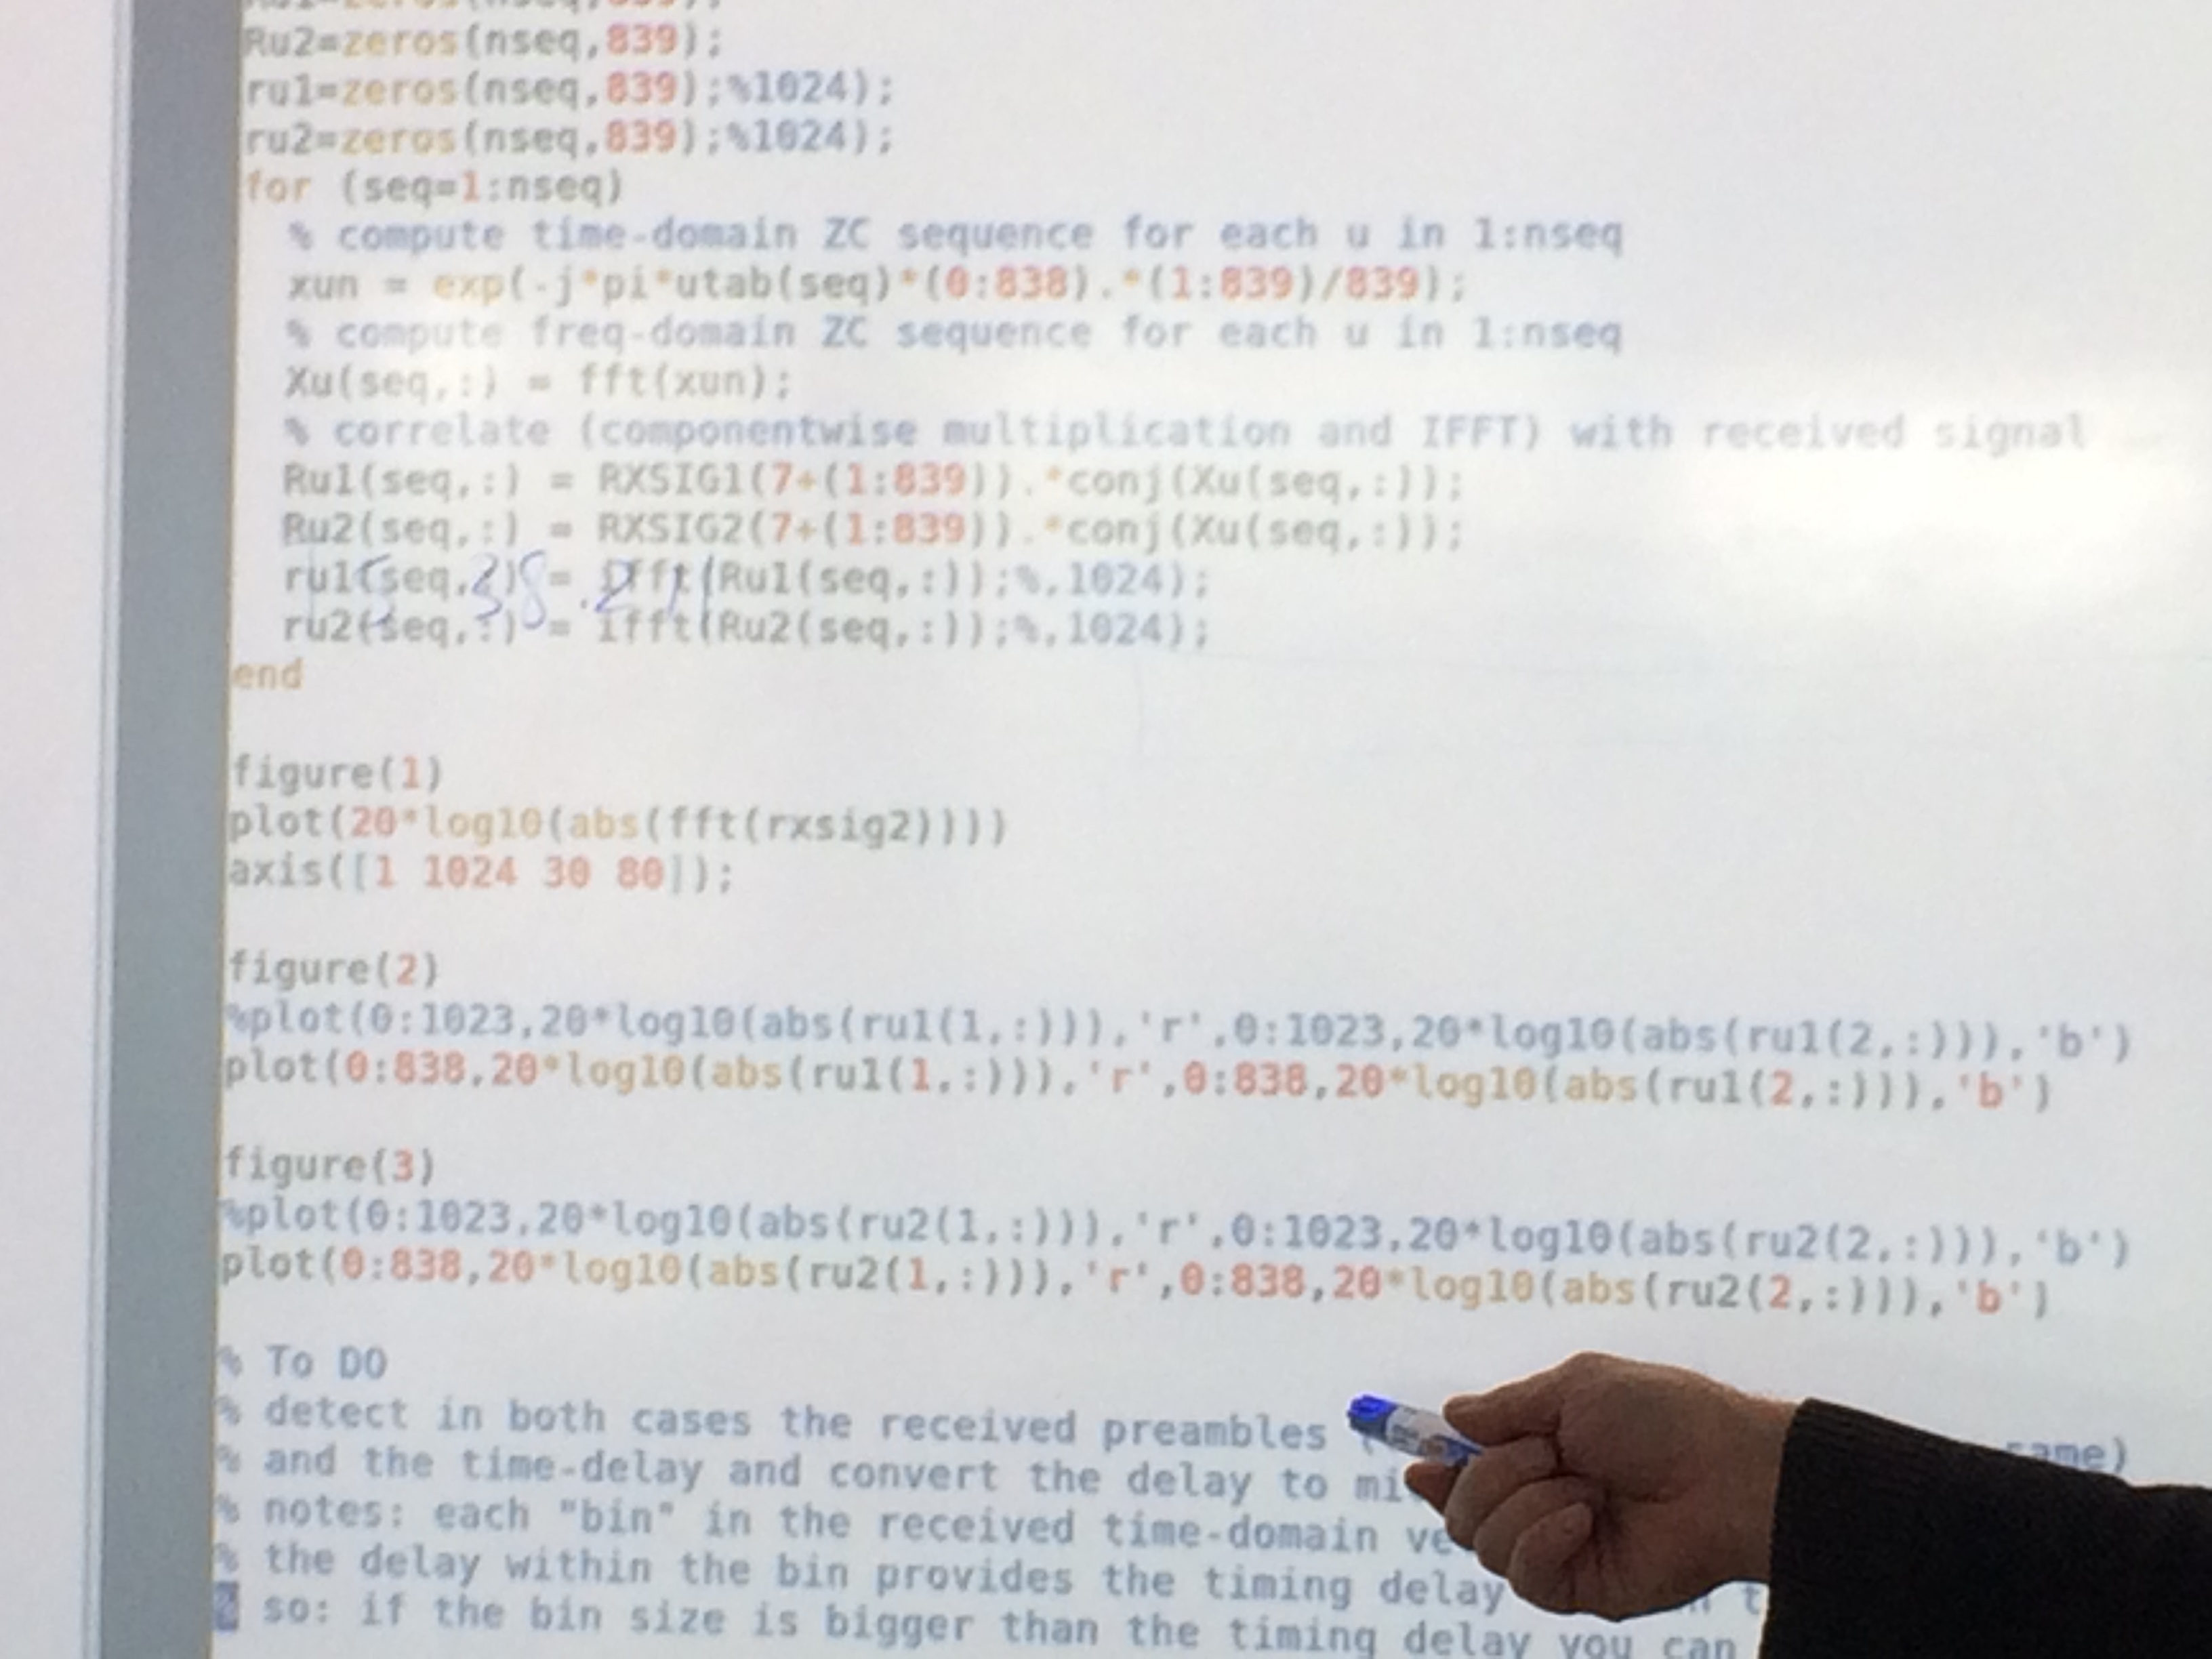 Ru2=zeros(nseq,839);
ru1=zeros(nseq,839);%1024);
ru2=zeros(nseq,839);%1024);
for (seq=1:nseq)
% compute time-domain ZC sequence for each u in 1:nseq
xun = exp(-j*pi*utab(seq)*(0:838).*(1:839)/839);
% compute freq-domain ZC sequence for each u in 1:nseq
Xu(seq,:) = fft(xun);
% correlate (componentwise multiplication and IFFT) with received signal
Ru1(seq,:) = RXSIG1(7+(1:839)).*conj(Xu(seq,:));
Ru2(seq,:) = RXSIG2(7+(1:839)).*conj(Xu(seq,:));
ru1(seq,:) = ifft(Ru1(seq,:));%,1024);
ru2(seq,:) = ifft(Ru2(seq,:));%,1024);
end
figure(1)
plot(20*log10(abs(fft(rxsig2))))
axis([1 1024 30 80]);
figure(2)
%plot(0:1023,20*log10(abs(ru1(1,:))),'r',0:1023,20*log10(abs(ru1(2,:))),'b')
plot(0:838,20*log10(abs(ru1(1,:))),'r',0:838,20*log10(abs(ru1(2,:))),'b')
figure(3)
%plot(0:1023,20*log10(abs(ru2(1,:))),'r',0:1023,20*log10(abs(ru2(2,:))),'b')
plot(0:838,20*log10(abs(ru2(1,:))),'r',0:838,20*log10(abs(ru2(2,:))),'b')
% To DO
% detect in both cases the received preambles
% and the time-delay and convert the delay to
% notes: each "bin" in the received time-domain
% the delay within the bin provides the timing delay
% so: if the bin size is bigger than the timing delay you can